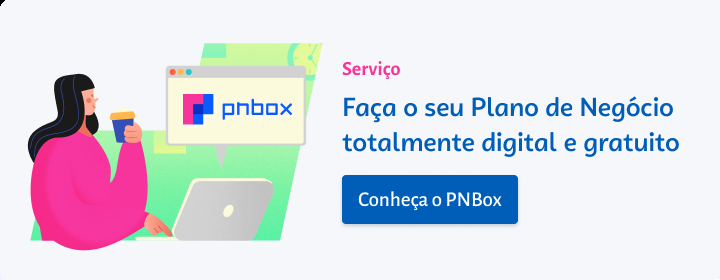 pnbox
Serviço
Faça o seu Plano de Negócio
totalmente digital e gratuito
Conheça o PNBox